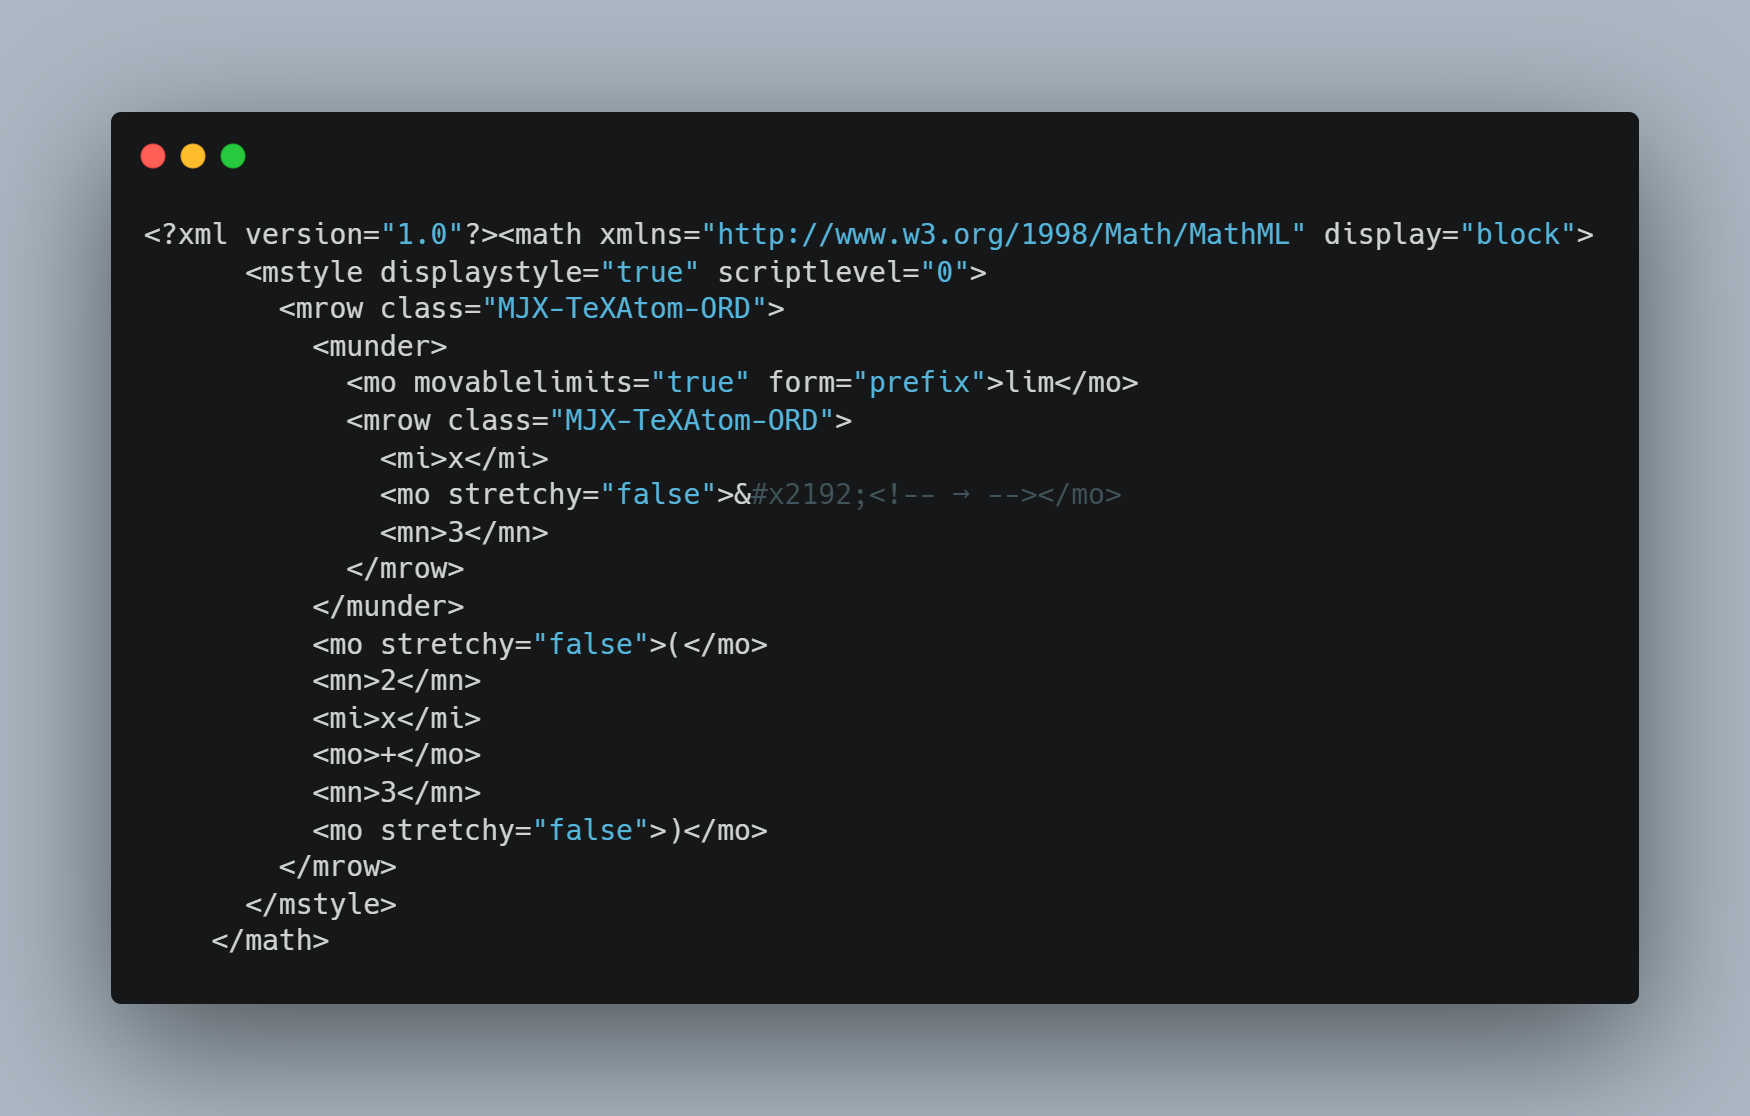 <?xml version="1.0"?><math xmlns="http://www.w3.org/1998/Math/MathML" display="block">
      <mstyle displaystyle="true" scriptlevel="0">
        <mrow class="MJX-TeXAtom-ORD">
          <munder>
            <mo movablelimits="true" form="prefix">lim</mo>
            <mrow class="MJX-TeXAtom-ORD">
              <mi>x</mi>
              <mo stretchy="false">&#x2192;<!-- → --></mo>
              <mn>3</mn>
            </mrow>
          </munder>
          <mo stretchy="false">(</mo>
          <mn>2</mn>
          <mi>x</mi>
          <mo>+</mo>
          <mn>3</mn>
          <mo stretchy="false">)</mo>
        </mrow>
      </mstyle>
    </math>